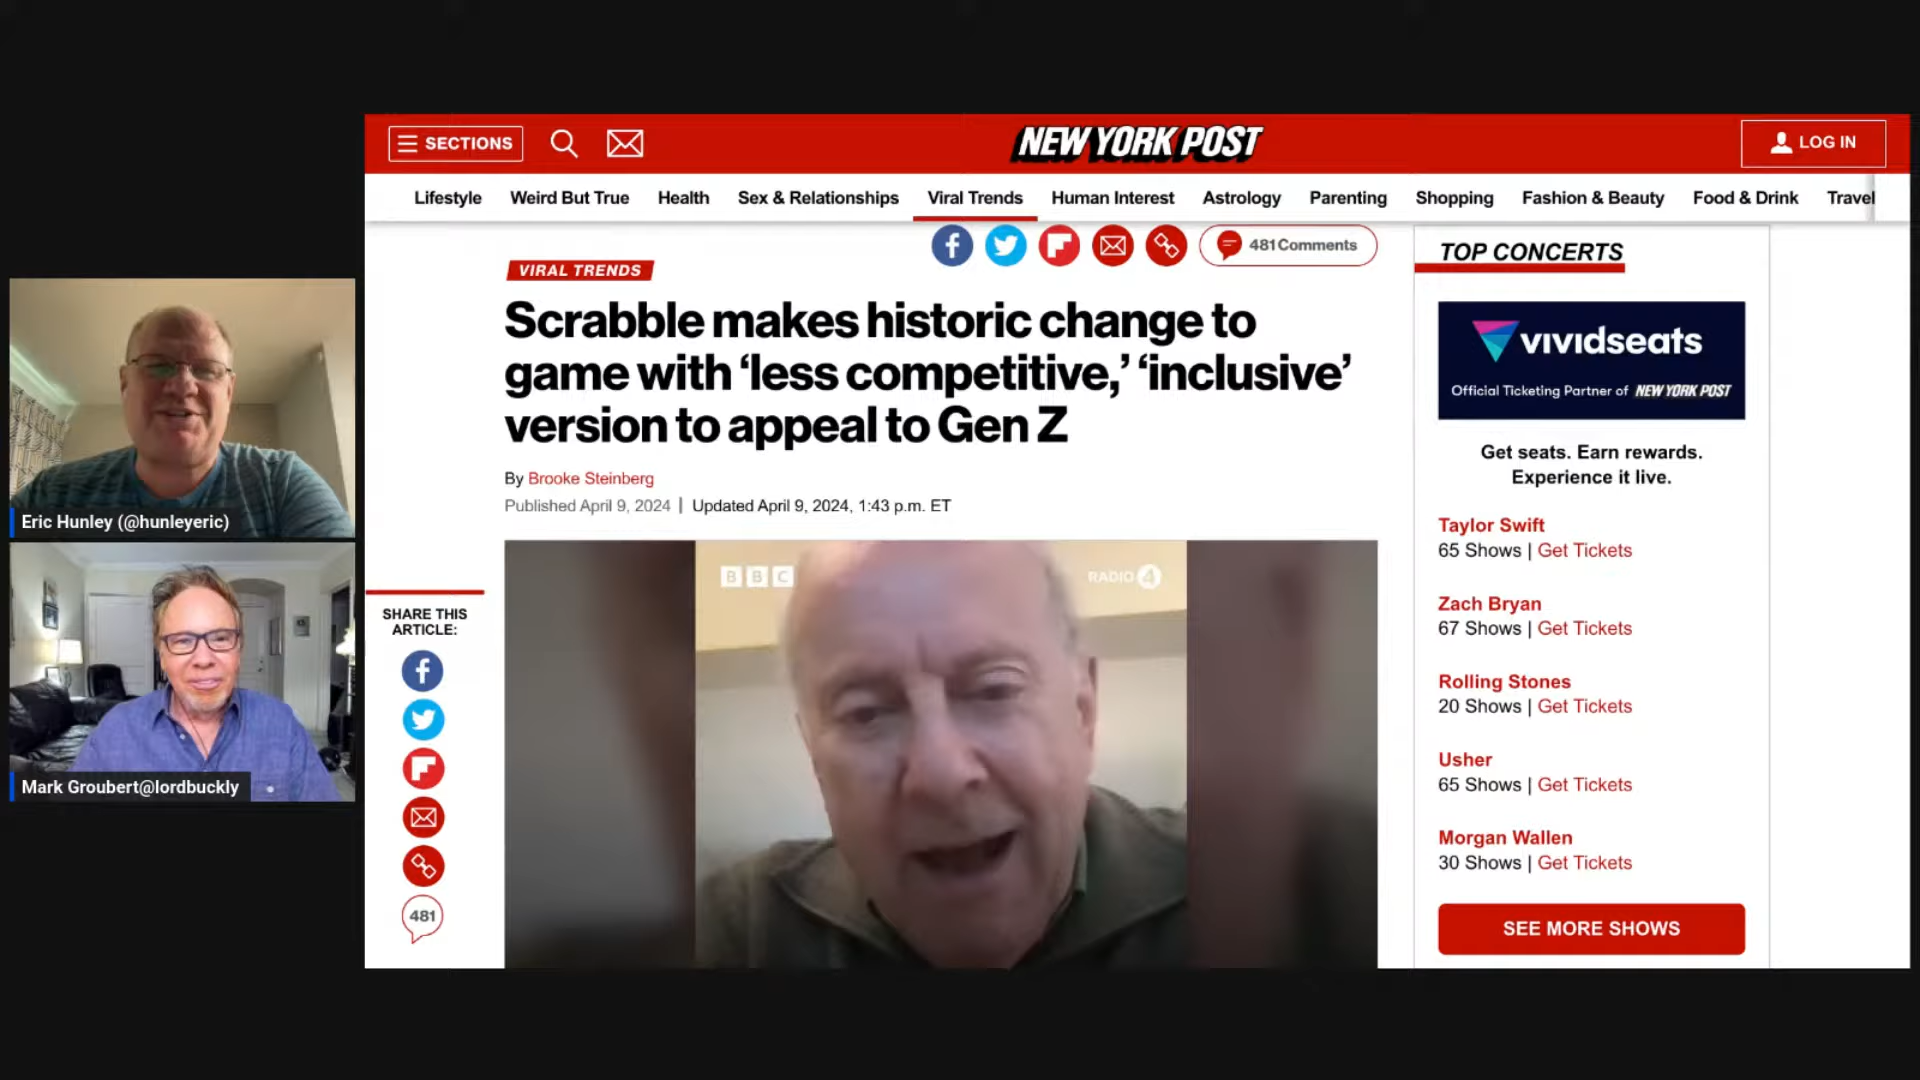 SECTIONS
NEW YORK POST
LOG IN
Lifestyle Weird But True Health Sex & Relationships Viral Trends Human Interest Astrology Parenting Shopping Fashion & Beauty Food & Drink Travel
481 Comments
VIRAL TRENDS
Scrabble makes historic change to
game with ‘less competitive,’ ‘inclusive’
version to appeal to Gen Z
By Brooke Steinberg
Published April 9, 2024 | Updated April 9, 2024, 1:43 p.m. ET
BBC
RADIO 4
SHARE THIS
ARTICLE:
481
TOP CONCERTS
vividseats
Official Ticketing Partner of NEW YORK POST
Get seats. Earn rewards.
Experience it live.
Taylor Swift
65 Shows | Get Tickets
Zach Bryan
67 Shows | Get Tickets
Rolling Stones
20 Shows | Get Tickets
Usher
65 Shows | Get Tickets
Morgan Wallen
30 Shows | Get Tickets
SEE MORE SHOWS
Eric Hunley (@hunleyeric)
Mark Groubert@lordbuckly